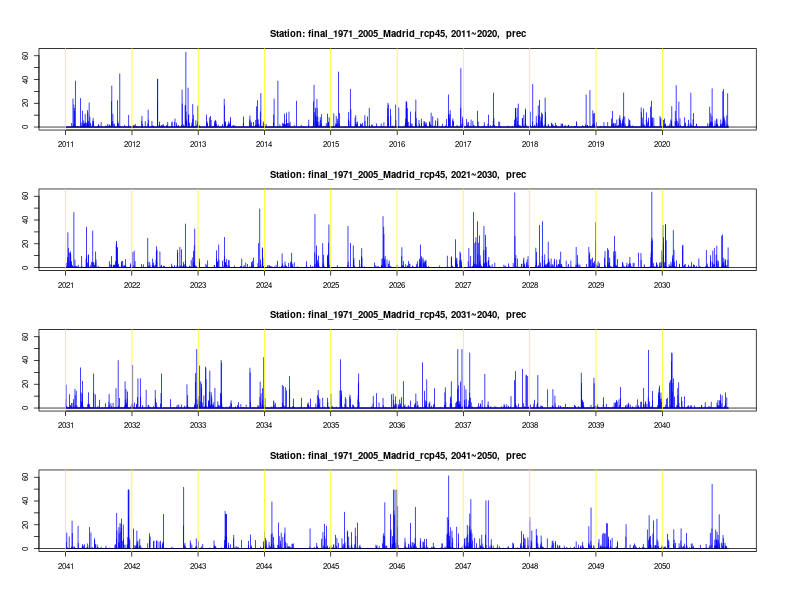 Station: final_1971_2005_Madrid_rcp45, 2011~2020, prec
0 20 40 60
2011 2012 2013 2014 2015 2016 2017 2018 2019 2020
Station: final_1971_2005_Madrid_rcp45, 2021~2030, prec
0 20 40 60
2021 2022 2023 2024 2025 2026 2027 2028 2029 2030
Station: final_1971_2005_Madrid_rcp45, 2031~2040, prec
0 20 40 60
2031 2032 2033 2034 2035 2036 2037 2038 2039 2040
Station: final_1971_2005_Madrid_rcp45, 2041~2050, prec
0 20 40 60
2041 2042 2043 2044 2045 2046 2047 2048 2049 2050